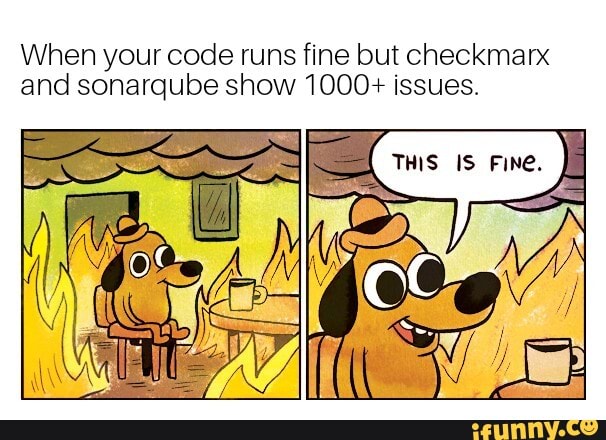 When your code runs fine but checkmarx
and sonarqube show 1000+ issues.
THIS IS FINE.
ifunny.co